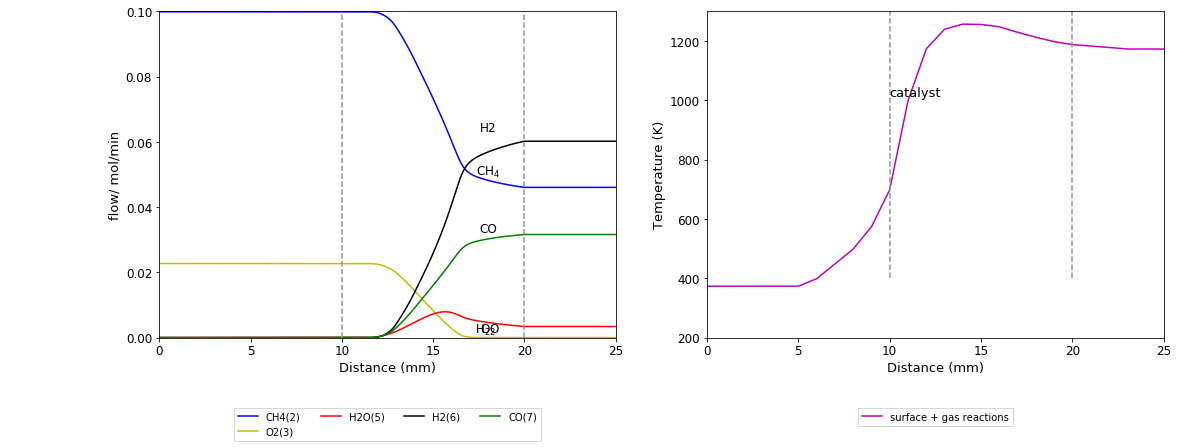 0.10
0.08
0.06
0.04
0.02
0.00
flow/ mol/min
H2
CH4
CO
0
5
10
15
20
25
Distance (mm)
CH4(2)
H2O(5)
H2(6)
CO(7)
O2(3)
1200
1000
800
600
400
200
Temperature (K)
catalyst
0
5
10
15
20
25
Distance (mm)
surface + gas reactions